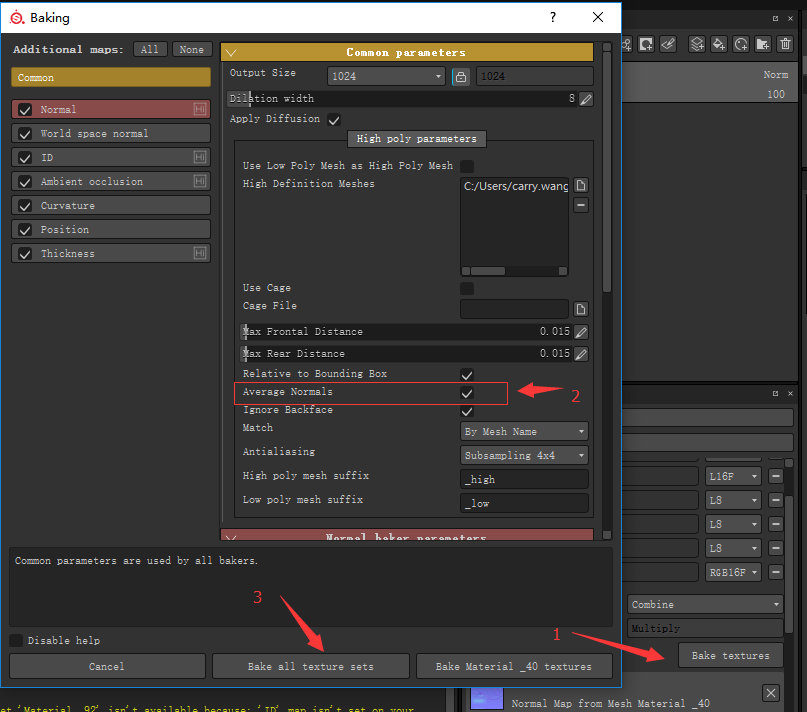 Baking
?
Additional maps:
All
None
Common
Normal
Hi
World space normal
ID
Hi
Ambient occlusion
Hi
Curvature
Position
Thickness
Hi
Common parameters
Output Size
1024
1024
Dilation width
8
Apply Diffusion
High poly parameters
Use Low Poly Mesh as High Poly Mesh
High Definition Meshes
C:/Users/carry.wang
Use Cage
Cage File
Max Frontal Distance
0.015
Max Rear Distance
0.015
Relative to Bounding Box
Average Normals
2
Ignore Backface
Match
By Mesh Name
Antialiasing
Subsampling 4x4
High poly mesh suffix
_high
Low poly mesh suffix
_low
Normal baker parameters
Common parameters are used by all bakers.
3
Disable help
Cancel
Bake all texture sets
Bake Material _40 textures
Norm
100
L16F
L8
L8
L8
RGB16F
Combine
Multiply
1
Bake textures
Normal Map from Mesh Material _40
et 'Material _92' isn't available because: 'ID' map isn't set on your